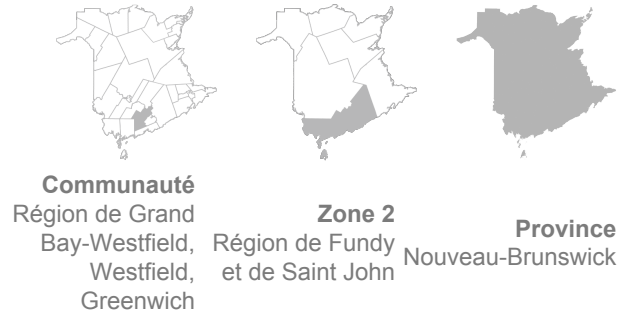 Communauté
Région de Grand
Bay-Westfield,
Westfield,
Greenwich
Zone 2
Région de Fundy
et de Saint John
Province
Nouveau-Brunswick